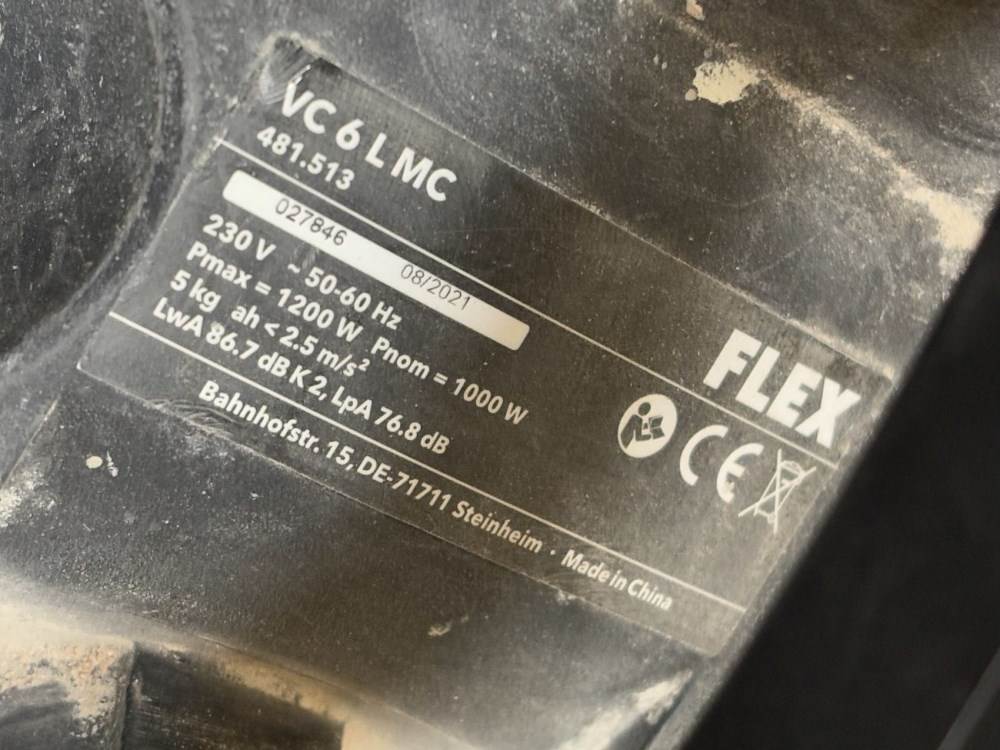 VC 6 L MC
481.513
027846 08/2021
230 V ~ 50-60 Hz
Pmax = 1200 W Pnom = 1000 W
5 kg ah < 2.5 m/s²
LwA 86.7 dB K 2, LpA 76.8 dB
FLEX
CE
Bahnhofstr. 15, DE-71711 Steinheim · Made in China